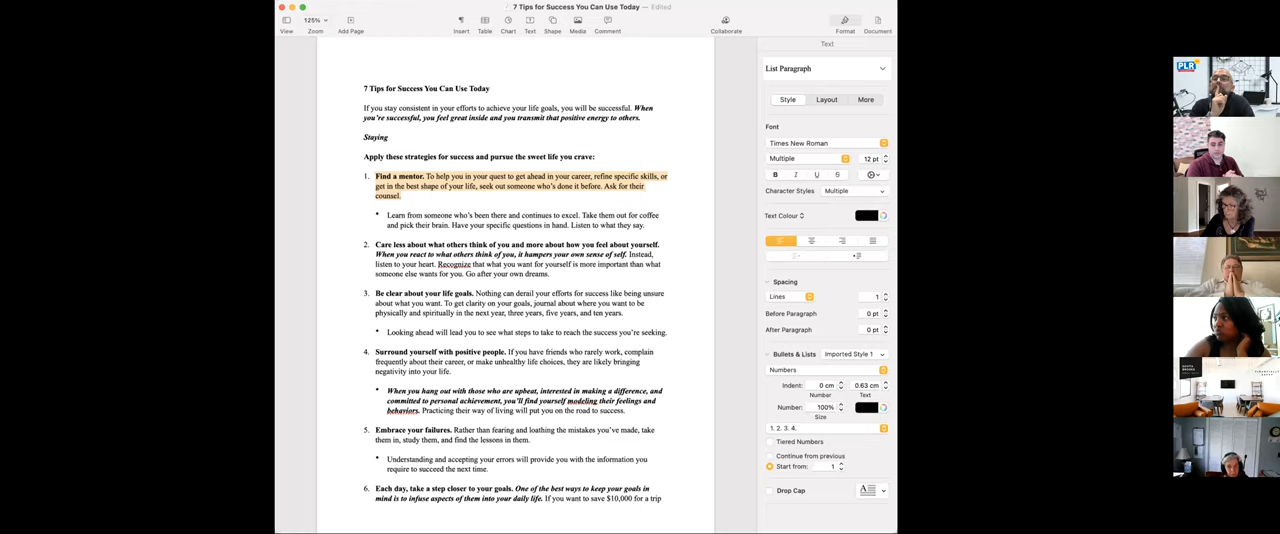 7 Tips for Success You Can Use Today — Edited
125%
View
Zoom
Add Page
Insert
Table
Chart
Text
Shape
Media
Comment
Collaborate
Format
Document
7 Tips for Success You Can Use Today
If you stay consistent in your efforts to achieve your life goals, you will be successful. When
you're successful, you feel great inside and you transmit that positive energy to others.
Staying
Apply these strategies for success and pursue the sweet life you crave:
1. Find a mentor. To help you in your quest to get ahead in your career, refine specific skills, or
get in the best shape of your life, seek out someone who's done it before. Ask for their
counsel.
• Learn from someone who's been there and continues to excel. Take them out for coffee
and pick their brain. Have your specific questions in hand. Listen to what they say.
2. Care less about what others think of you and more about how you feel about yourself.
When you react to what others think of you, it hampers your own sense of self. Instead,
listen to your heart. Recognize that what you want for yourself is more important than what
someone else wants for you. Go after your own dreams.
3. Be clear about your life goals. Nothing can derail your efforts for success like being unsure
about what you want. To get clarity on your goals, journal about where you want to be
physically and spiritually in the next year, three years, five years, and ten years.
• Looking ahead will lead you to see what steps to take to reach the success you're seeking.
4. Surround yourself with positive people. If you have friends who rarely work, complain
frequently about their career, or make unhealthy life choices, they are likely bringing
negativity into your life.
• When you hang out with those who are upbeat, interested in making a difference, and
committed to personal achievement, you'll find yourself modeling their feelings and
behaviors. Practicing their way of living will put you on the road to success.
5. Embrace your failures. Rather than fearing and loathing the mistakes you've made, take
them in, study them, and find the lessons in them.
• Understanding and accepting your errors will provide you with the information you
require to succeed the next time.
6. Each day, take a step closer to your goals. One of the best ways to keep your goals in
mind is to infuse aspects of them into your daily life. If you want to save $10,000 for a trip
Text
List Paragraph
Style
Layout
More
Font
Times New Roman
Multiple
12 pt
B
I
U
S
Character Styles
Multiple
Text Colour
Spacing
Lines
1
Before Paragraph
0 pt
After Paragraph
0 pt
Bullets & Lists
Imported Style 1
Numbers
Indent:
0 cm
0.63 cm
Number
Text
Number:
100%
Size
1. 2. 3. 4.
Tiered Numbers
Continue from previous
Start from:
1
Drop Cap
PLR